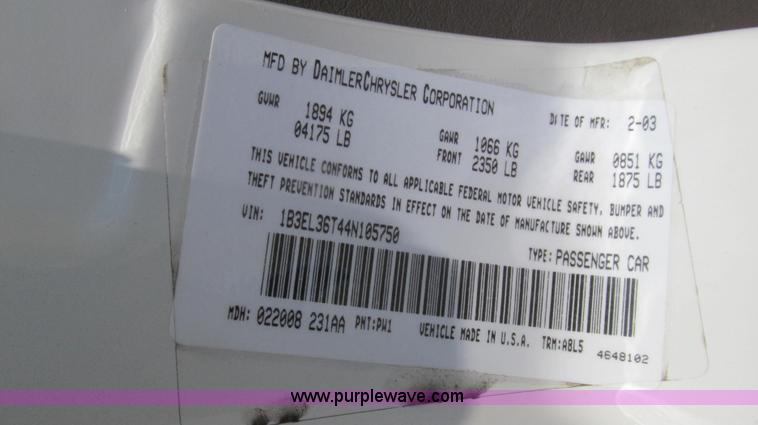 MFD BY DAIMLERCHRYSLER CORPORATION DATE OF MFR: 2-03
GVWR 1894 KG GAWR 1066 KG GAWR 0851 KG
04175 LB FRONT 2350 LB REAR 1875 LB
THIS VEHICLE CONFORMS TO ALL APPLICABLE FEDERAL MOTOR VEHICLE SAFETY, BUMPER AND
THEFT PREVENTION STANDARDS IN EFFECT ON THE DATE OF MANUFACTURE SHOWN ABOVE.
VIN: 1B3EL36T44N105750 TYPE: PASSENGER CAR
MDH: 022008 231AA PNT:PW1 VEHICLE MADE IN U.S.A. TRM:A8L5
4648102
www.purplewave.com